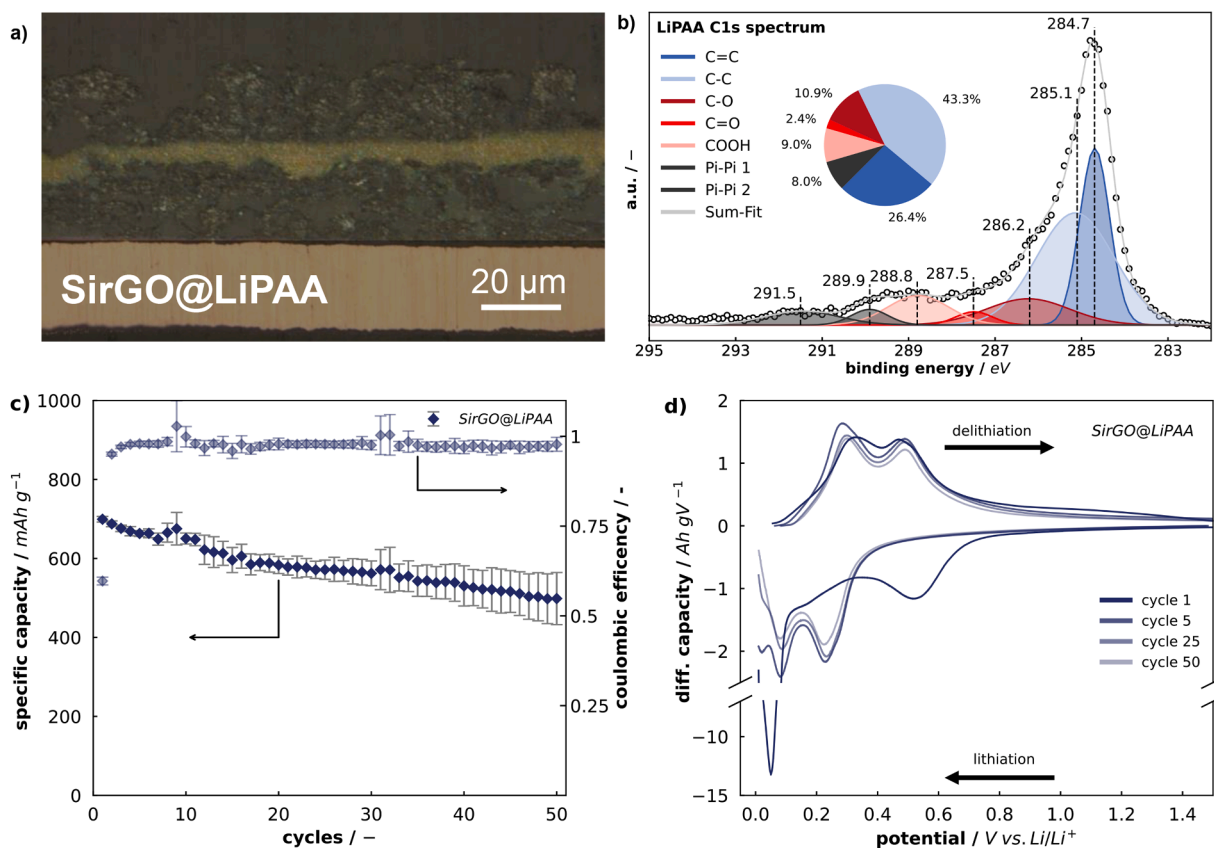 a)
SirGO@LiPAA
20 µm
b)
LiPAA C1s spectrum
C=C
C-C
C-O
C=O
COOH
Pi-Pi 1
Pi-Pi 2
Sum-Fit
10.9%
2.4%
9.0%
8.0%
26.4%
43.3%
284.7
285.1
286.2
287.5
288.8
289.9
291.5
a.u. / −
295
293
291
289
287
285
283
binding energy / eV
c)
1000
800
600
400
200
0
specific capacity / mAh g⁻¹
SirGO@LiPAA
1
0.75
0.5
0.25
coulombic efficency / -
0
10
20
30
40
50
cycles / −
d)
2
1
0
−1
−2
−10
−15
diff. capacity / Ah gV⁻¹
delithiation
SirGO@LiPAA
cycle 1
cycle 5
cycle 25
cycle 50
lithiation
0.0
0.2
0.4
0.6
0.8
1.0
1.2
1.4
potential / V vs. Li/Li⁺